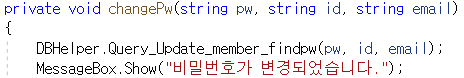 private void changePw(string pw, string id, string email)
{
DBHelper.Query_Update_member_findpw(pw, id, email);
MessageBox.Show("비밀번호가 변경되었습니다.");